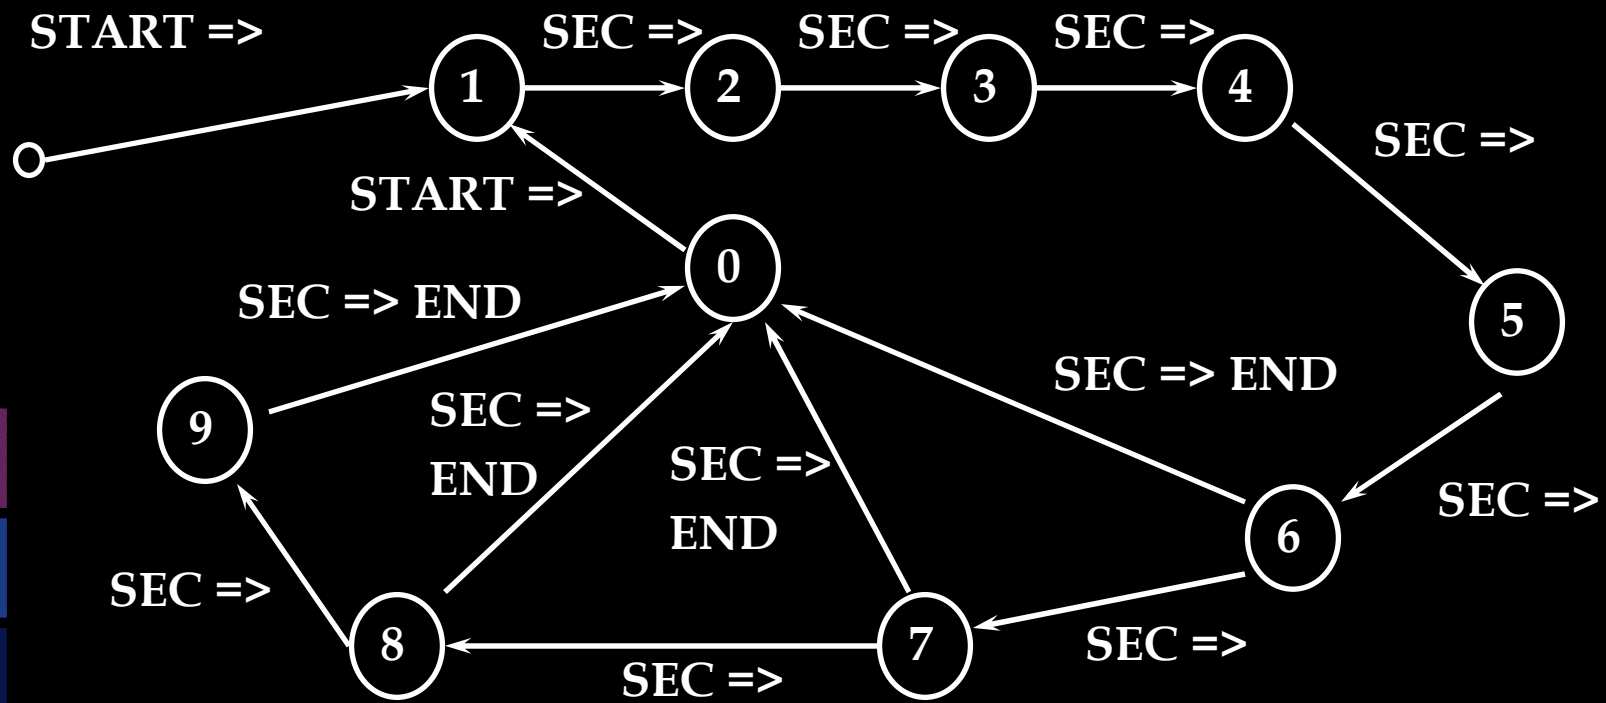 START =>
SEC =>
SEC =>
SEC =>
1
2
3
4
SEC =>
START =>
0
SEC => END
5
SEC => END
9
SEC =>
END
SEC =>
END
SEC =>
6
SEC =>
8
7
SEC =>
SEC =>